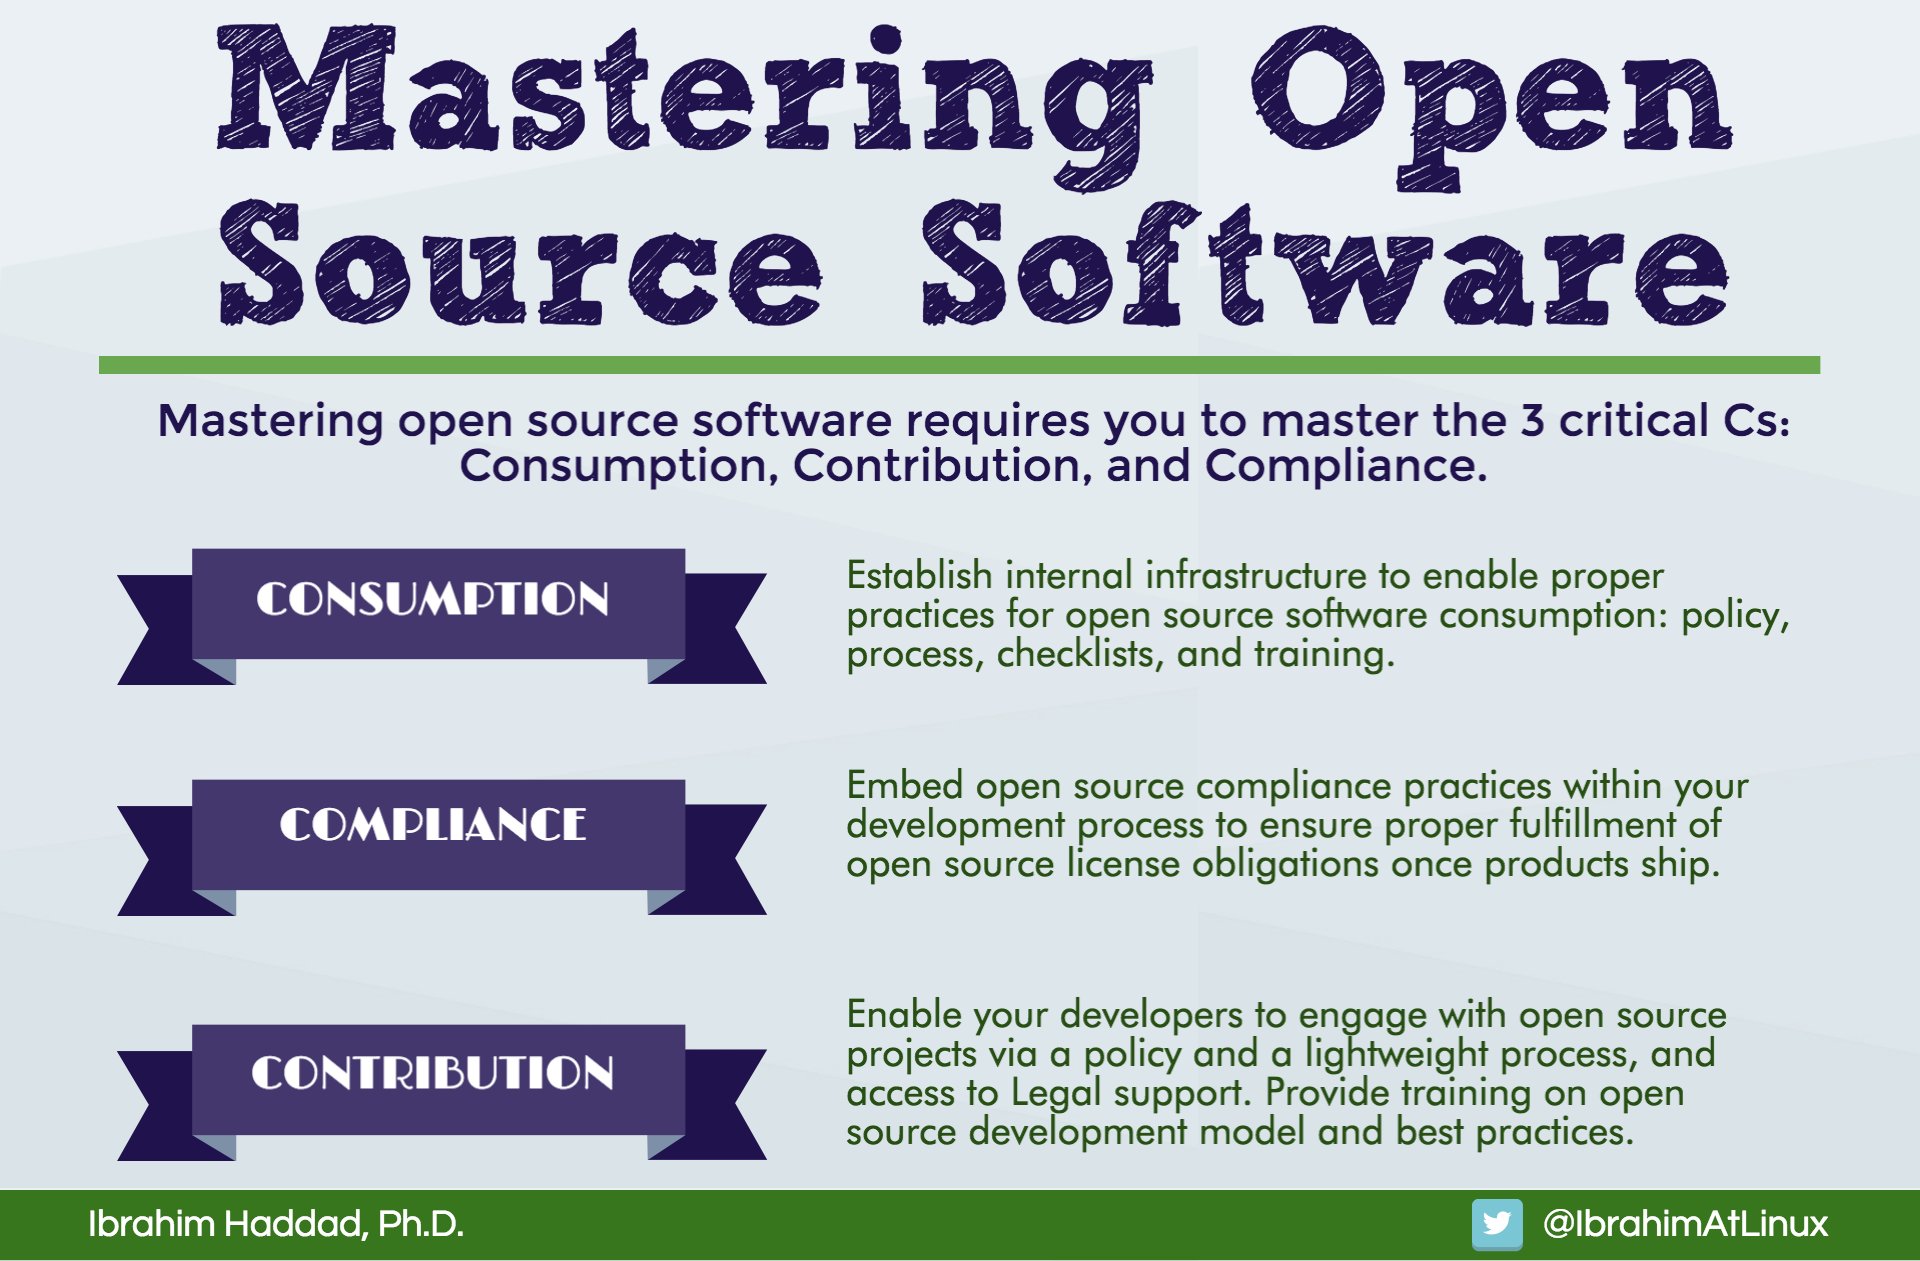 Mastering Open
Source Software
Mastering open source software requires you to master the 3 critical Cs:
Consumption, Contribution, and Compliance.
CONSUMPTION
Establish internal infrastructure to enable proper
practices for open source software consumption: policy,
process, checklists, and training.
COMPLIANCE
Embed open source compliance practices within your
development process to ensure proper fulfillment of
open source license obligations once products ship.
CONTRIBUTION
Enable your developers to engage with open source
projects via a policy and a lightweight process, and
access to Legal support. Provide training on open
source development model and best practices.
Ibrahim Haddad, Ph.D.
@IbrahimAtLinux